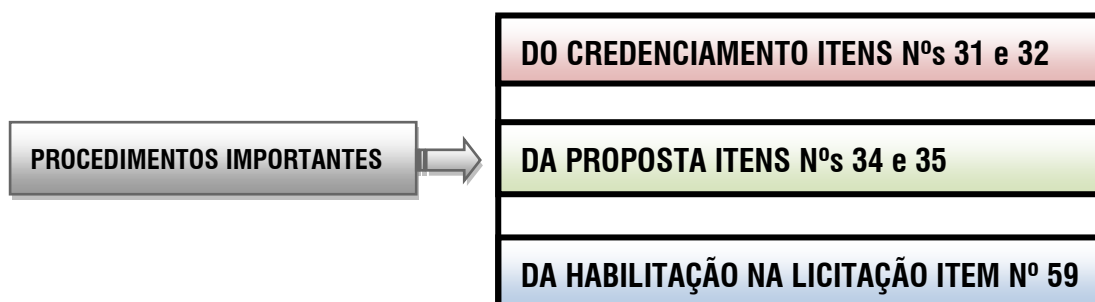 DO CREDENCIAMENTO ITENS Nºs 31 e 32
PROCEDIMENTOS IMPORTANTES
DA PROPOSTA ITENS Nºs 34 e 35
DA HABILITAÇÃO NA LICITAÇÃO ITEM Nº 59